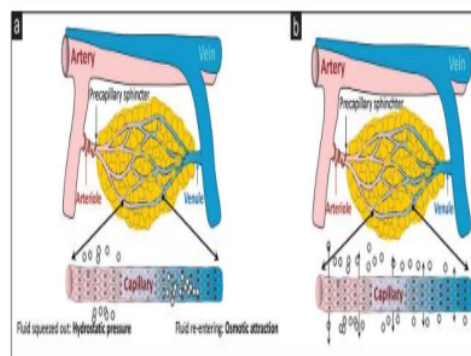 a
Artery
Vein
Precapillary sphincter
Arteriole
Venule
Capillary
Fluid squeezed out: Hydrostatic pressure
Fluid re-entering: Osmotic attraction
b
Artery
Vein
Precapillary sphinchter
Arteriole
Venule
Capillary